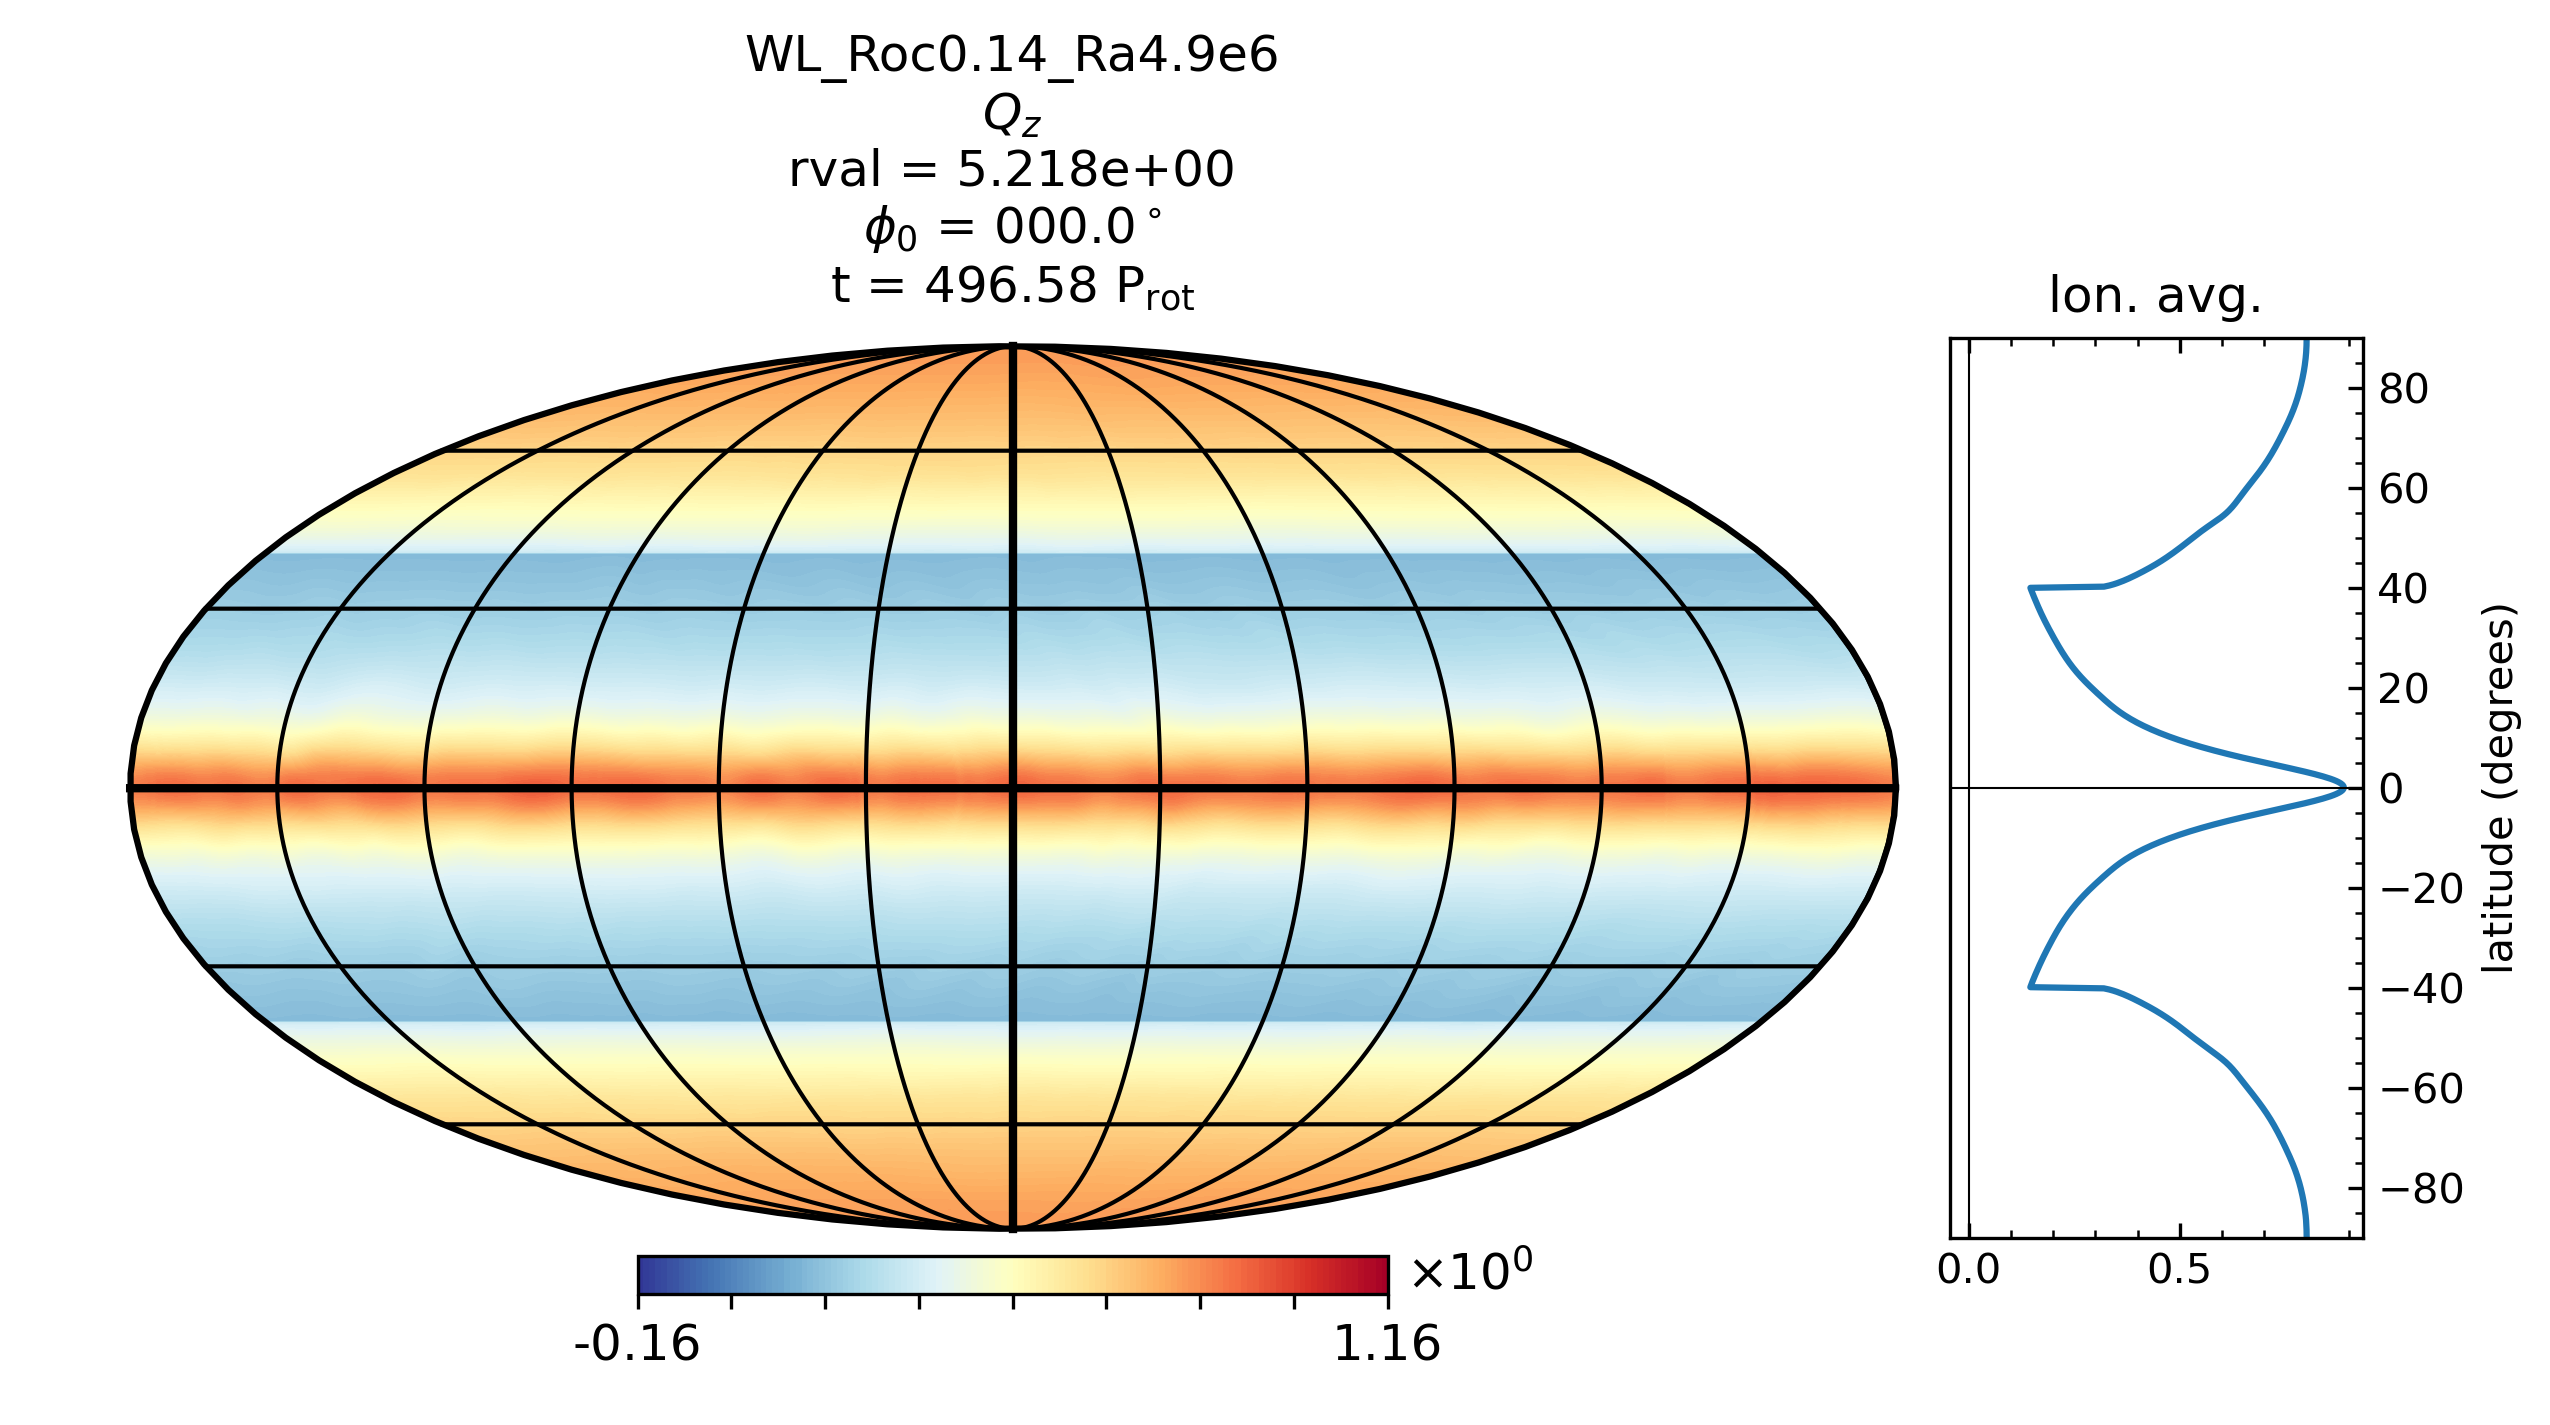 WL_Roc0.14_Ra4.9e6
Q_z
rval = 5.218e+00
ϕ_0 = 000.0°
t = 496.58 P_rot
lon. avg.
80
60
40
20
0
−20
−40
−60
−80
latitude (degrees)
0.0 0.5
×10^0
-0.16 1.16